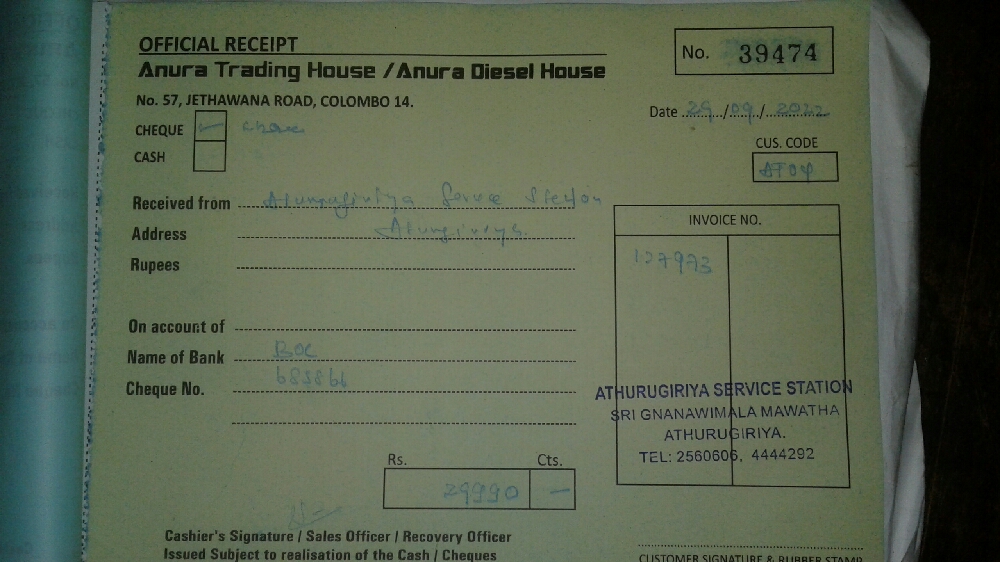 OFFICIAL RECEIPT
No. 39474
Anura Trading House / Anura Diesel House
No. 57, JETHAWANA ROAD, COLOMBO 14.
Date 29/09/2022
CHEQUE
CASH
CUS. CODE
AT04
Received from Athurugiriya Service Station
Address Athurugiriya.
Rupees
INVOICE NO.
127973
On account of
Name of Bank BOC
Cheque No. 683866
ATHURUGIRIYA SERVICE STATION
SRI GNANAWIMALA MAWATHA
ATHURUGIRIYA.
TEL: 2560606, 4444292
Rs. Cts.
29990 —
Cashier's Signature / Sales Officer / Recovery Officer
Issued Subject to realisation of the Cash / Cheques
CUSTOMER SIGNATURE & RUBBER STAMP